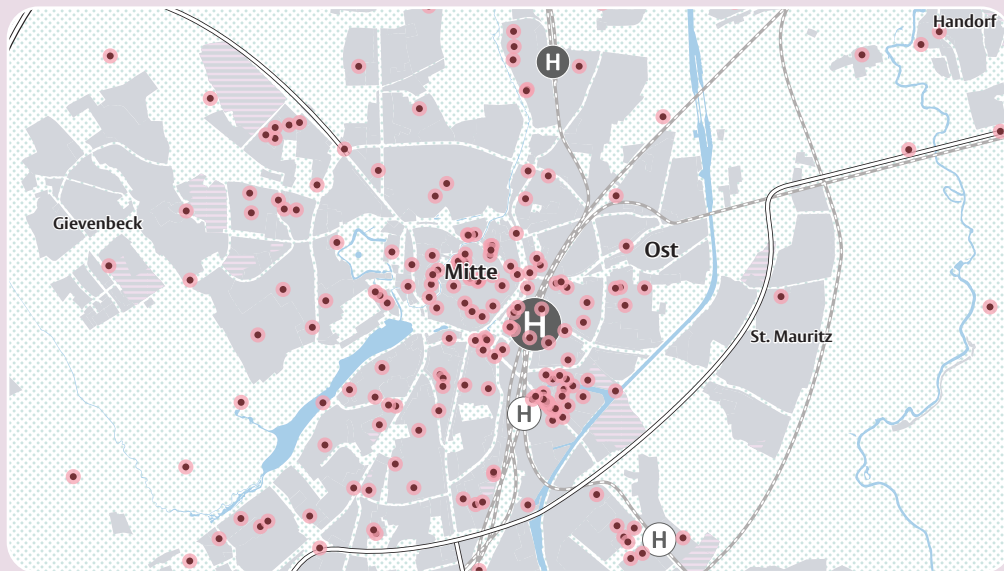 Handorf
H
Gievenbeck
Ost
Mitte
H
St. Mauritz
H
H